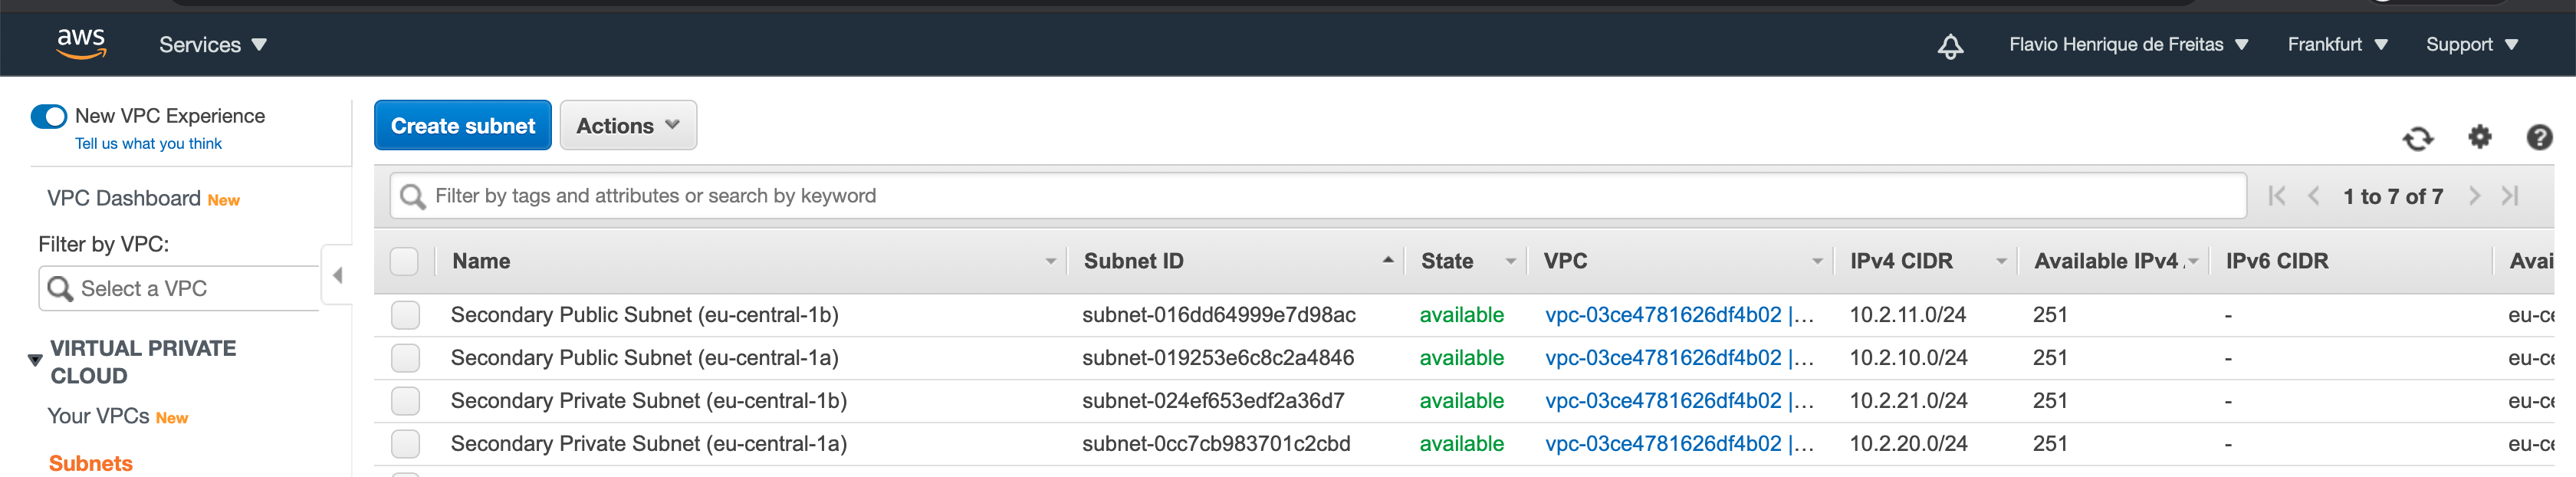 aws Services Flavio Henrique de Freitas Frankfurt Support
New VPC Experience
Tell us what you think
VPC Dashboard New
Filter by VPC:
Select a VPC
VIRTUAL PRIVATE
CLOUD
Your VPCs New
Subnets
Create subnet Actions
Filter by tags and attributes or search by keyword 1 to 7 of 7
Name Subnet ID State VPC IPv4 CIDR Available IPv4 IPv6 CIDR Avai
Secondary Public Subnet (eu-central-1b) subnet-016dd64999e7d98ac available vpc-03ce4781626df4b02 |... 10.2.11.0/24 251 - eu-ce
Secondary Public Subnet (eu-central-1a) subnet-019253e6c8c2a4846 available vpc-03ce4781626df4b02 |... 10.2.10.0/24 251 - eu-ce
Secondary Private Subnet (eu-central-1b) subnet-024ef653edf2a36d7 available vpc-03ce4781626df4b02 |... 10.2.21.0/24 251 - eu-ce
Secondary Private Subnet (eu-central-1a) subnet-0cc7cb983701c2cbd available vpc-03ce4781626df4b02 |... 10.2.20.0/24 251 - eu-ce